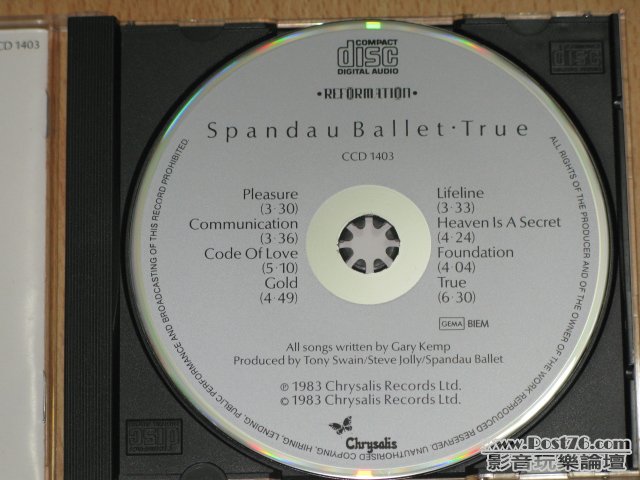 CD 1403
COMPACT
disc
DIGITAL AUDIO
•REFORMATION•
Spandau Ballet·True
CCD 1403
Pleasure
(3·30)
Communication
(3·36)
Code Of Love
(5·10)
Gold
(4·49)
Lifeline
(3·33)
Heaven Is A Secret
(4·24)
Foundation
(4·04)
True
(6·30)
GEMA BIEM
All songs written by Gary Kemp
Produced by Tony Swain/Steve Jolly/Spandau Ballet
℗ 1983 Chrysalis Records Ltd.
© 1983 Chrysalis Records Ltd.
Chrysalis
ALL RIGHTS OF THE PRODUCER AND OF THE OWNER OF THE WORK REPRODUCED RESERVED. UNAUTHORISED COPYING, HIRING, LENDING, PUBLIC PERFORMANCE AND BROADCASTING OF THIS RECORD PROHIBITED.
COMPACT
disc
COMPACT
disc
www.Post76.com
影音玩樂論壇